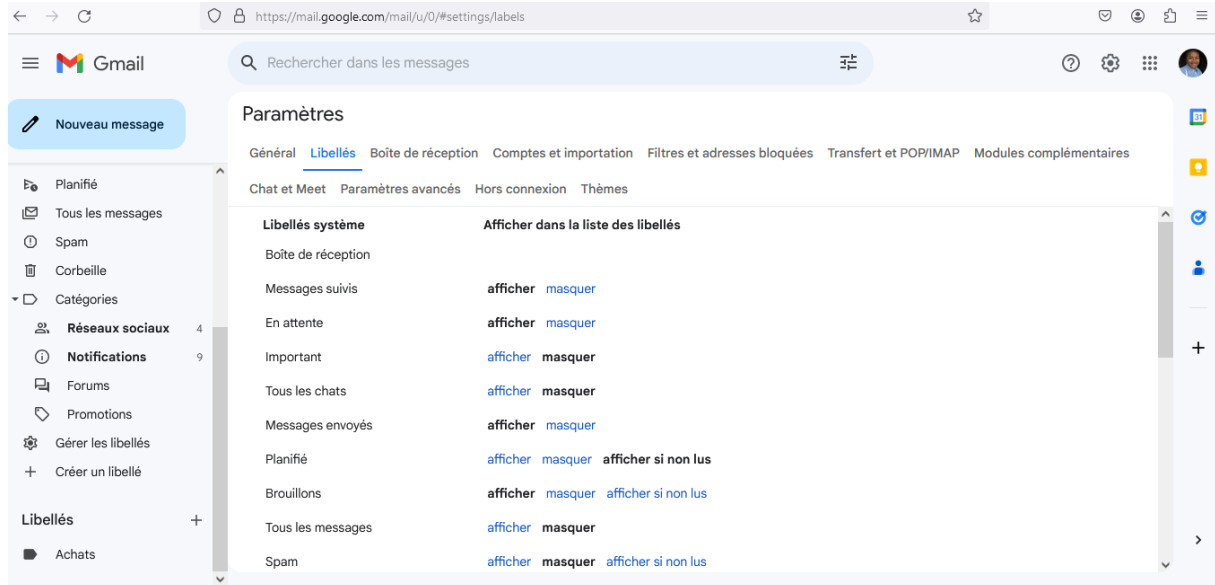 https://mail.google.com/mail/u/0/#settings/labels
Gmail
Rechercher dans les messages
Nouveau message
Planifié
Tous les messages
Spam
Corbeille
Catégories
Réseaux sociaux 4
Notifications 9
Forums
Promotions
Gérer les libellés
Créer un libellé
Libellés
Achats
Paramètres
Général Libellés Boîte de réception Comptes et importation Filtres et adresses bloquées Transfert et POP/IMAP Modules complémentaires
Chat et Meet Paramètres avancés Hors connexion Thèmes
Libellés système Afficher dans la liste des libellés
Boîte de réception
Messages suivis afficher masquer
En attente afficher masquer
Important afficher masquer
Tous les chats afficher masquer
Messages envoyés afficher masquer
Planifié afficher masquer afficher si non lus
Brouillons afficher masquer afficher si non lus
Tous les messages afficher masquer
Spam afficher masquer afficher si non lus
31